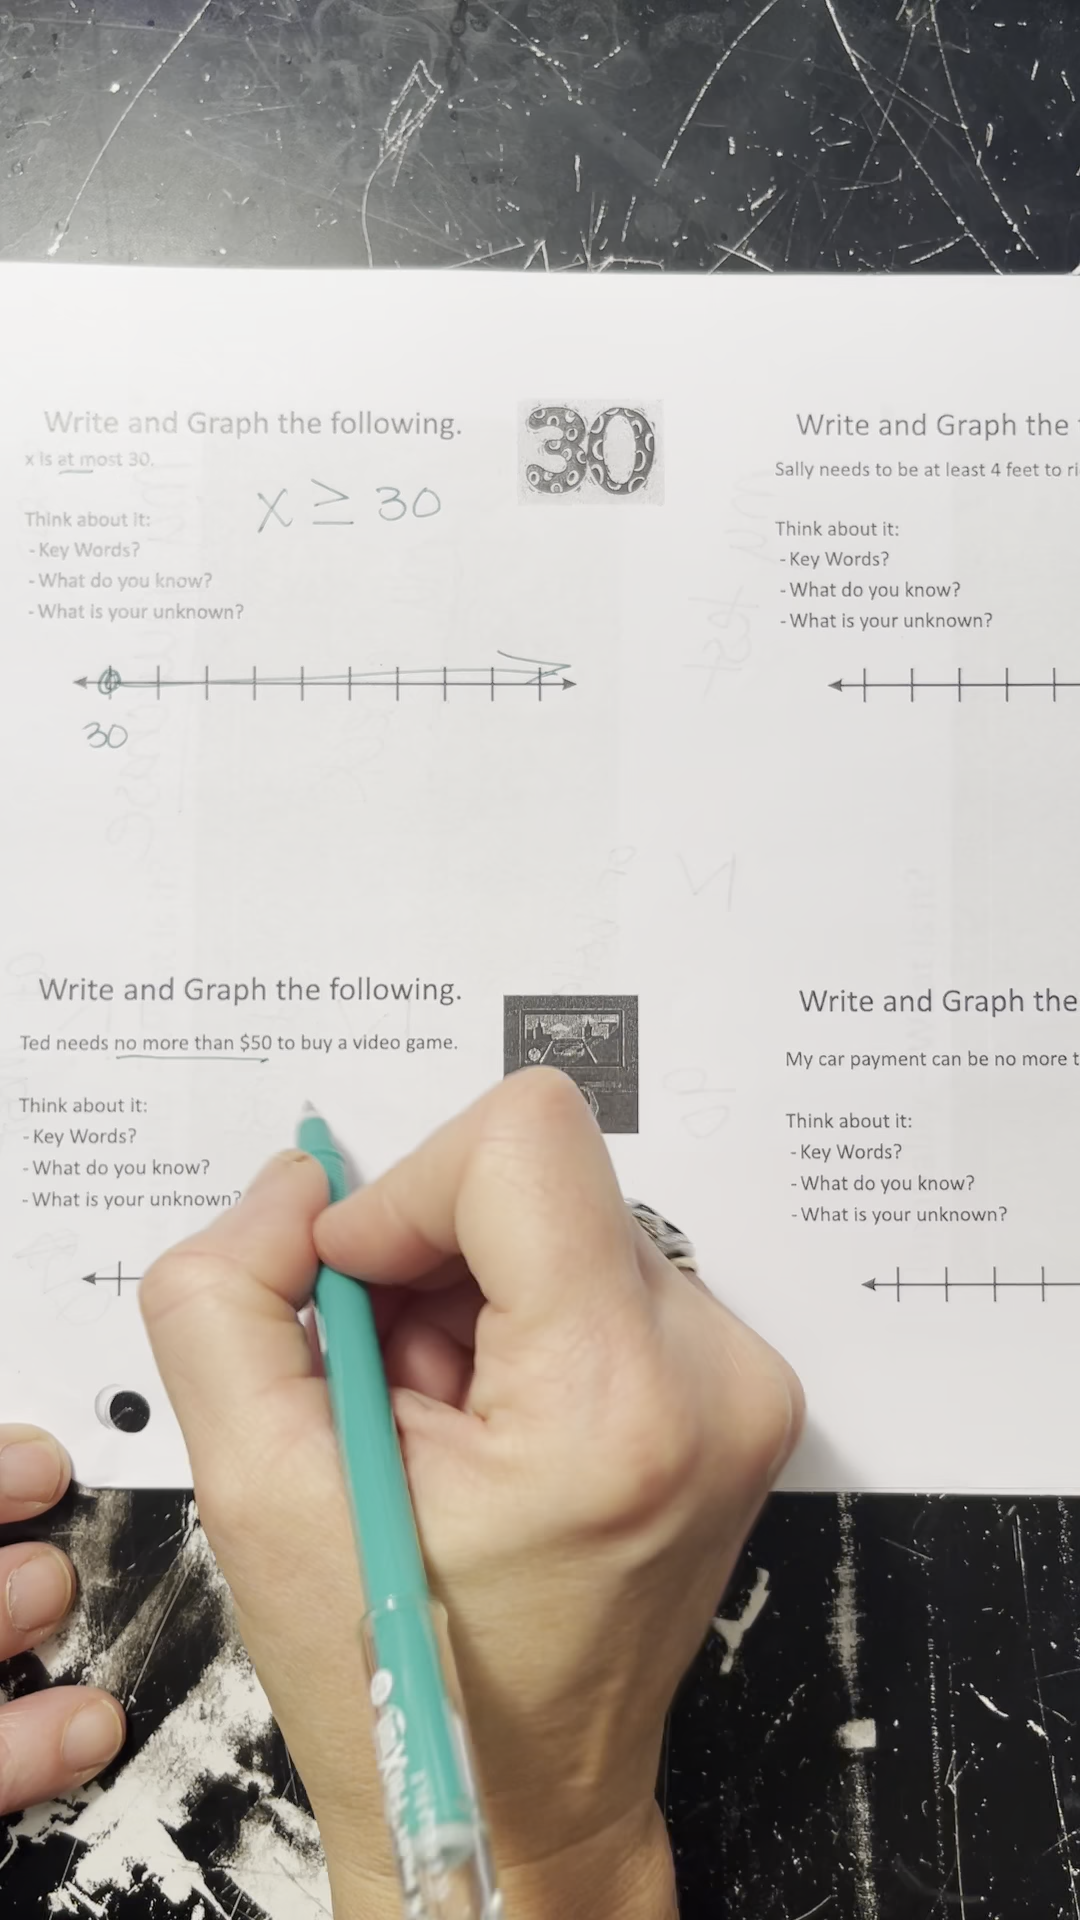 Write and Graph the following.
x is at most 30.
x ≥ 30
30
Think about it:
- Key Words?
- What do you know?
- What is your unknown?
30
Write and Graph the
Sally needs to be at least 4 feet to ri
Think about it:
- Key Words?
- What do you know?
- What is your unknown?
Write and Graph the following.
Ted needs no more than $50 to buy a video game.
Think about it:
- Key Words?
- What do you know?
- What is your unknown?
Write and Graph the
My car payment can be no more t
Think about it:
- Key Words?
- What do you know?
- What is your unknown?